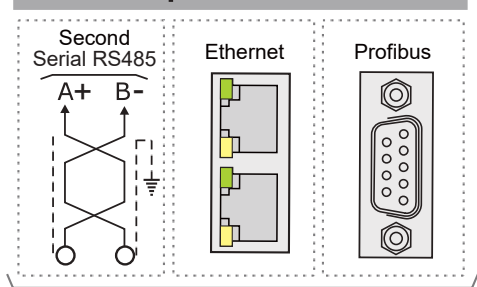 Second
Serial RS485
A+ B-
Ethernet
Profibus